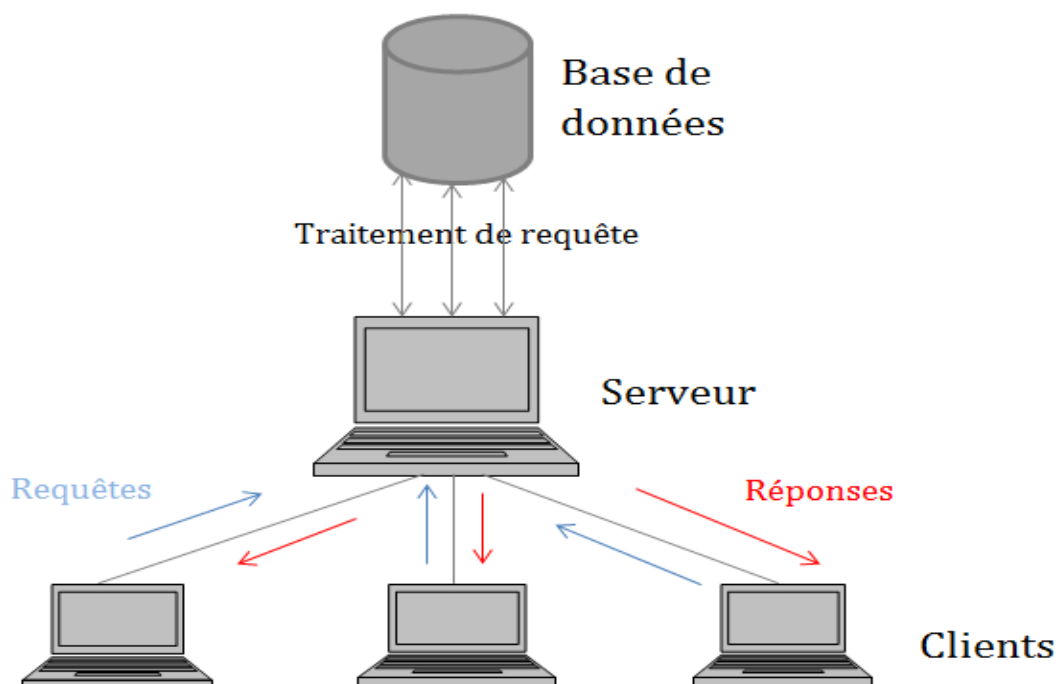 Base de
données
Traitement de requête
Serveur
Requêtes
Réponses
Clients